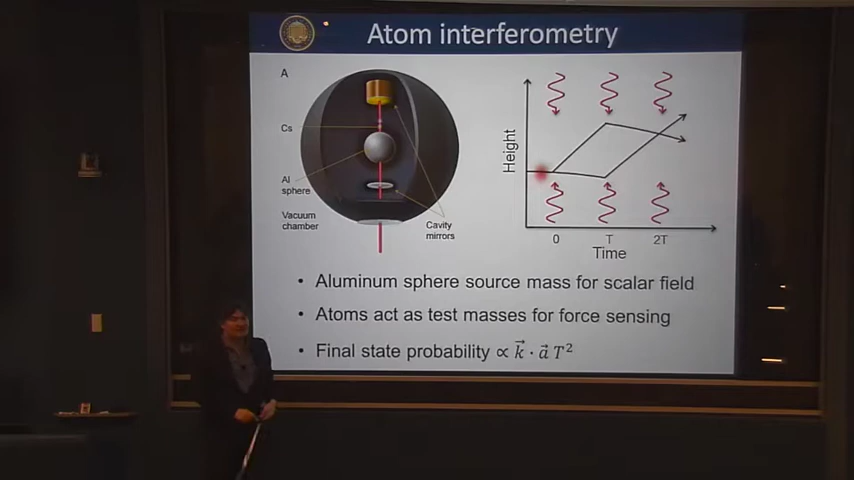 Atom interferometry
A
Cs
Al
sphere
Vacuum
chamber
Cavity
mirrors
Height
0 T 2T
Time
• Aluminum sphere source mass for scalar field
• Atoms act as test masses for force sensing
• Final state probability ∝ k⃗ · a⃗ T²